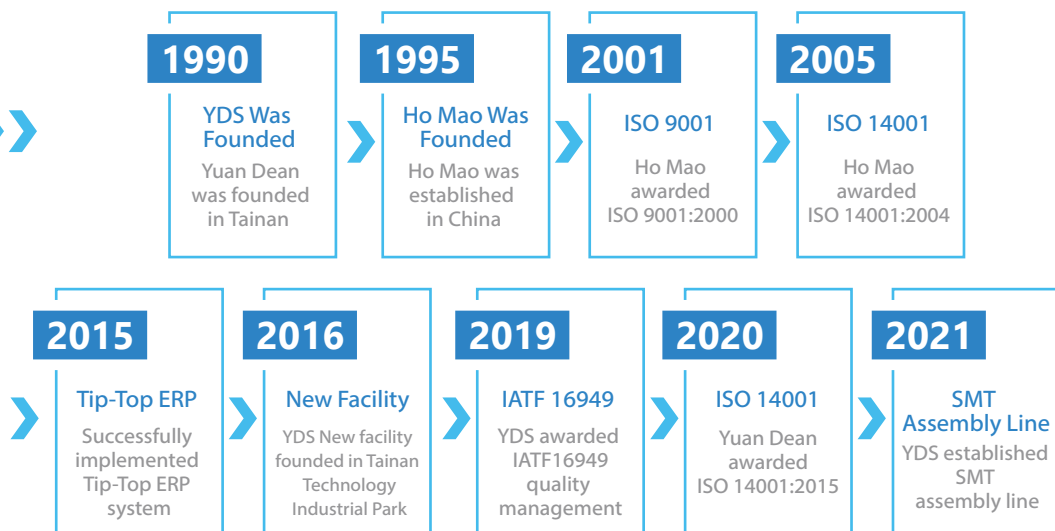 1990
YDS Was
Founded
Yuan Dean
was founded
in Tainan
1995
Ho Mao Was
Founded
Ho Mao was
established
in China
2001
ISO 9001
Ho Mao
awarded
ISO 9001:2000
2005
ISO 14001
Ho Mao
awarded
ISO 14001:2004
2015
Tip-Top ERP
Successfully
implemented
Tip-Top ERP
system
2016
New Facility
YDS New facility
founded in Tainan
Technology
Industrial Park
2019
IATF 16949
YDS awarded
IATF16949
quality
management
2020
ISO 14001
Yuan Dean
awarded
ISO 14001:2015
2021
SMT
Assembly Line
YDS established
SMT
assembly line